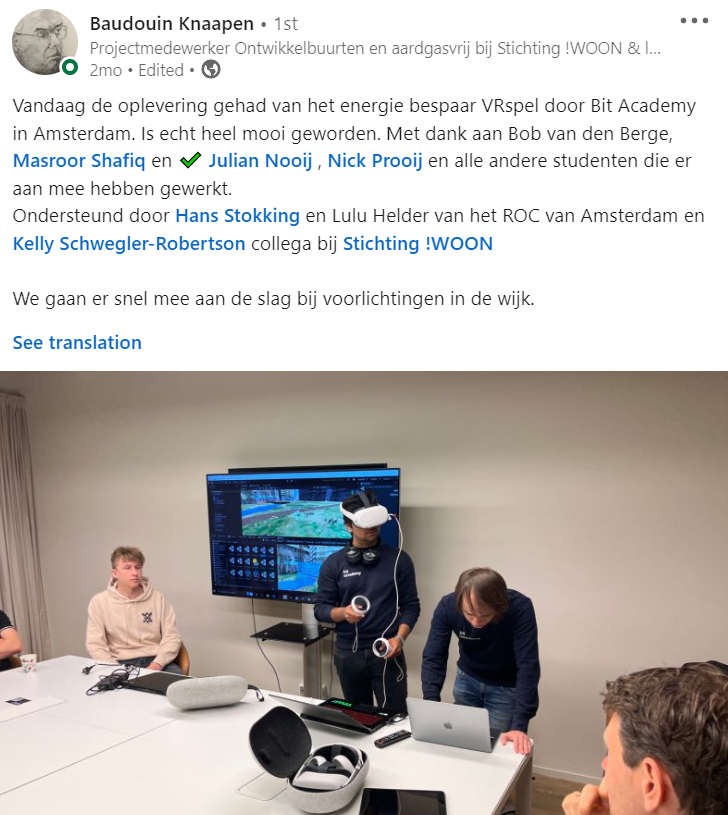 Baudouin Knaapen • 1st
Projectmedewerker Ontwikkelbuurten en aardgasvrij bij Stichting !WOON & l...
2mo • Edited •
Vandaag de oplevering gehad van het energie bespaar VRspel door Bit Academy
in Amsterdam. Is echt heel mooi geworden. Met dank aan Bob van den Berge,
Masroor Shafiq en ✔ Julian Nooij , Nick Prooij en alle andere studenten die er
aan mee hebben gewerkt.
Ondersteund door Hans Stokking en Lulu Helder van het ROC van Amsterdam en
Kelly Schwegler-Robertson collega bij Stichting !WOON
We gaan er snel mee aan de slag bij voorlichtingen in de wijk.
See translation